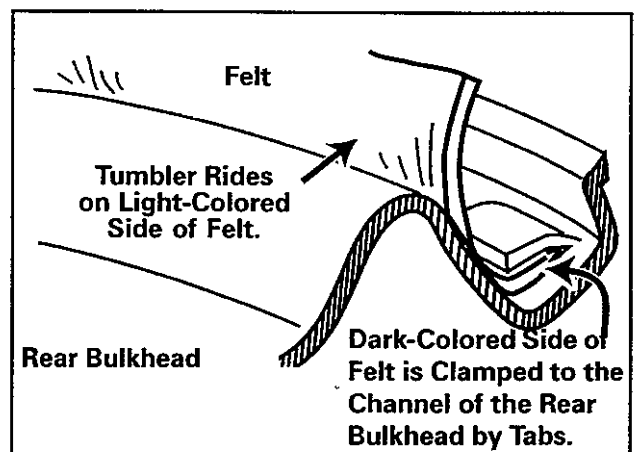 Felt
Tumbler Rides
on Light-Colored
Side of Felt.
Rear Bulkhead
Dark-Colored Side of
Felt is Clamped to the
Channel of the Rear
Bulkhead by Tabs.